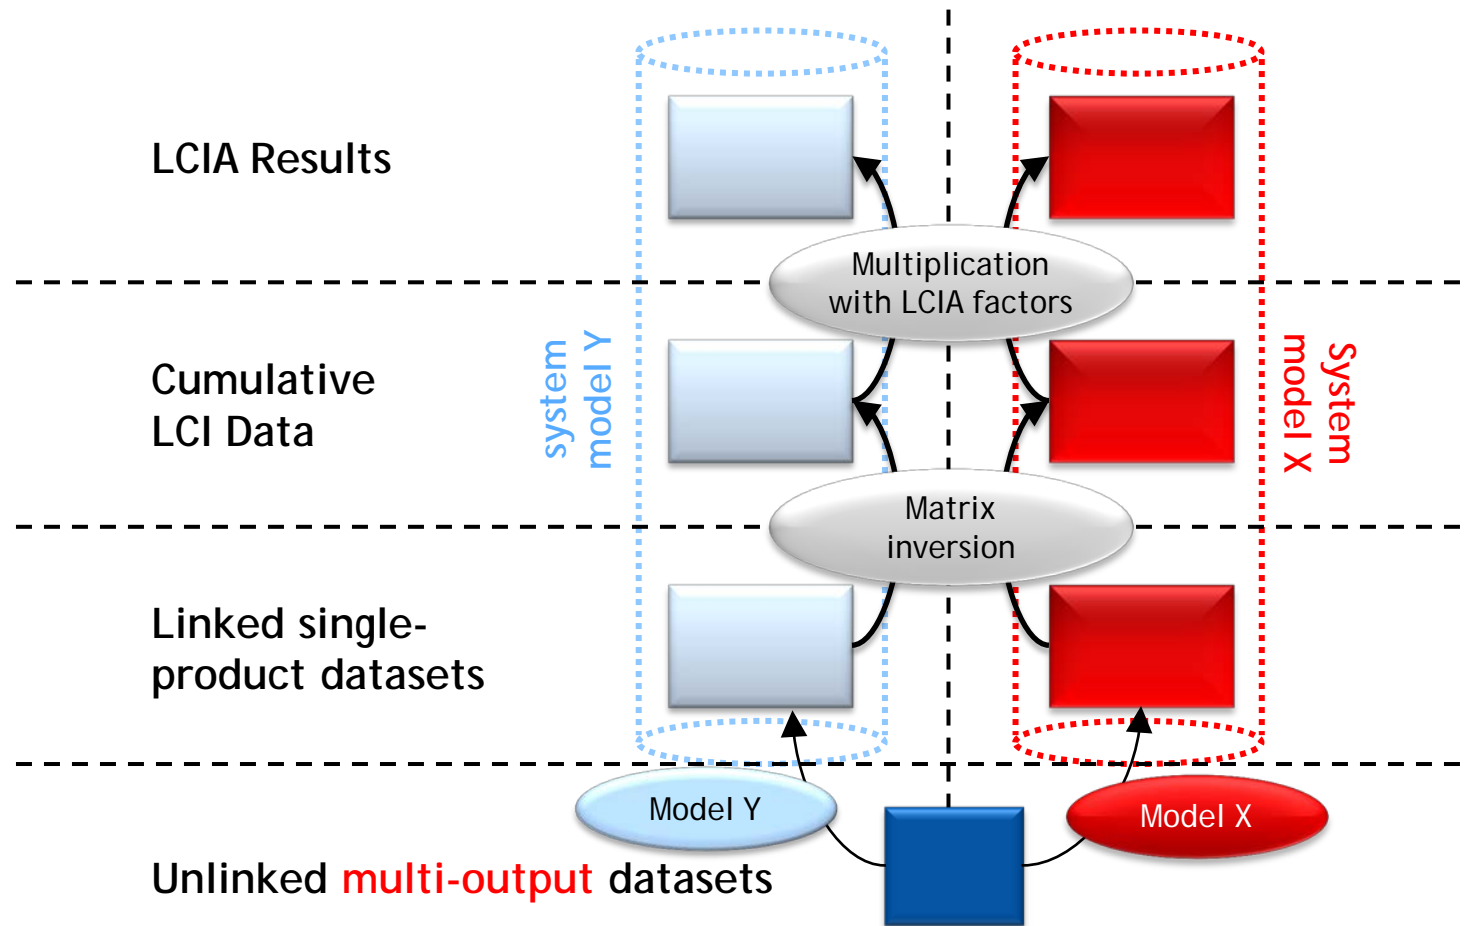 LCIA Results
Multiplication
with LCIA factors
system
model Y
System
model X
Cumulative
LCI Data
Matrix
inversion
Linked single-
product datasets
Model Y
Model X
Unlinked multi-output datasets